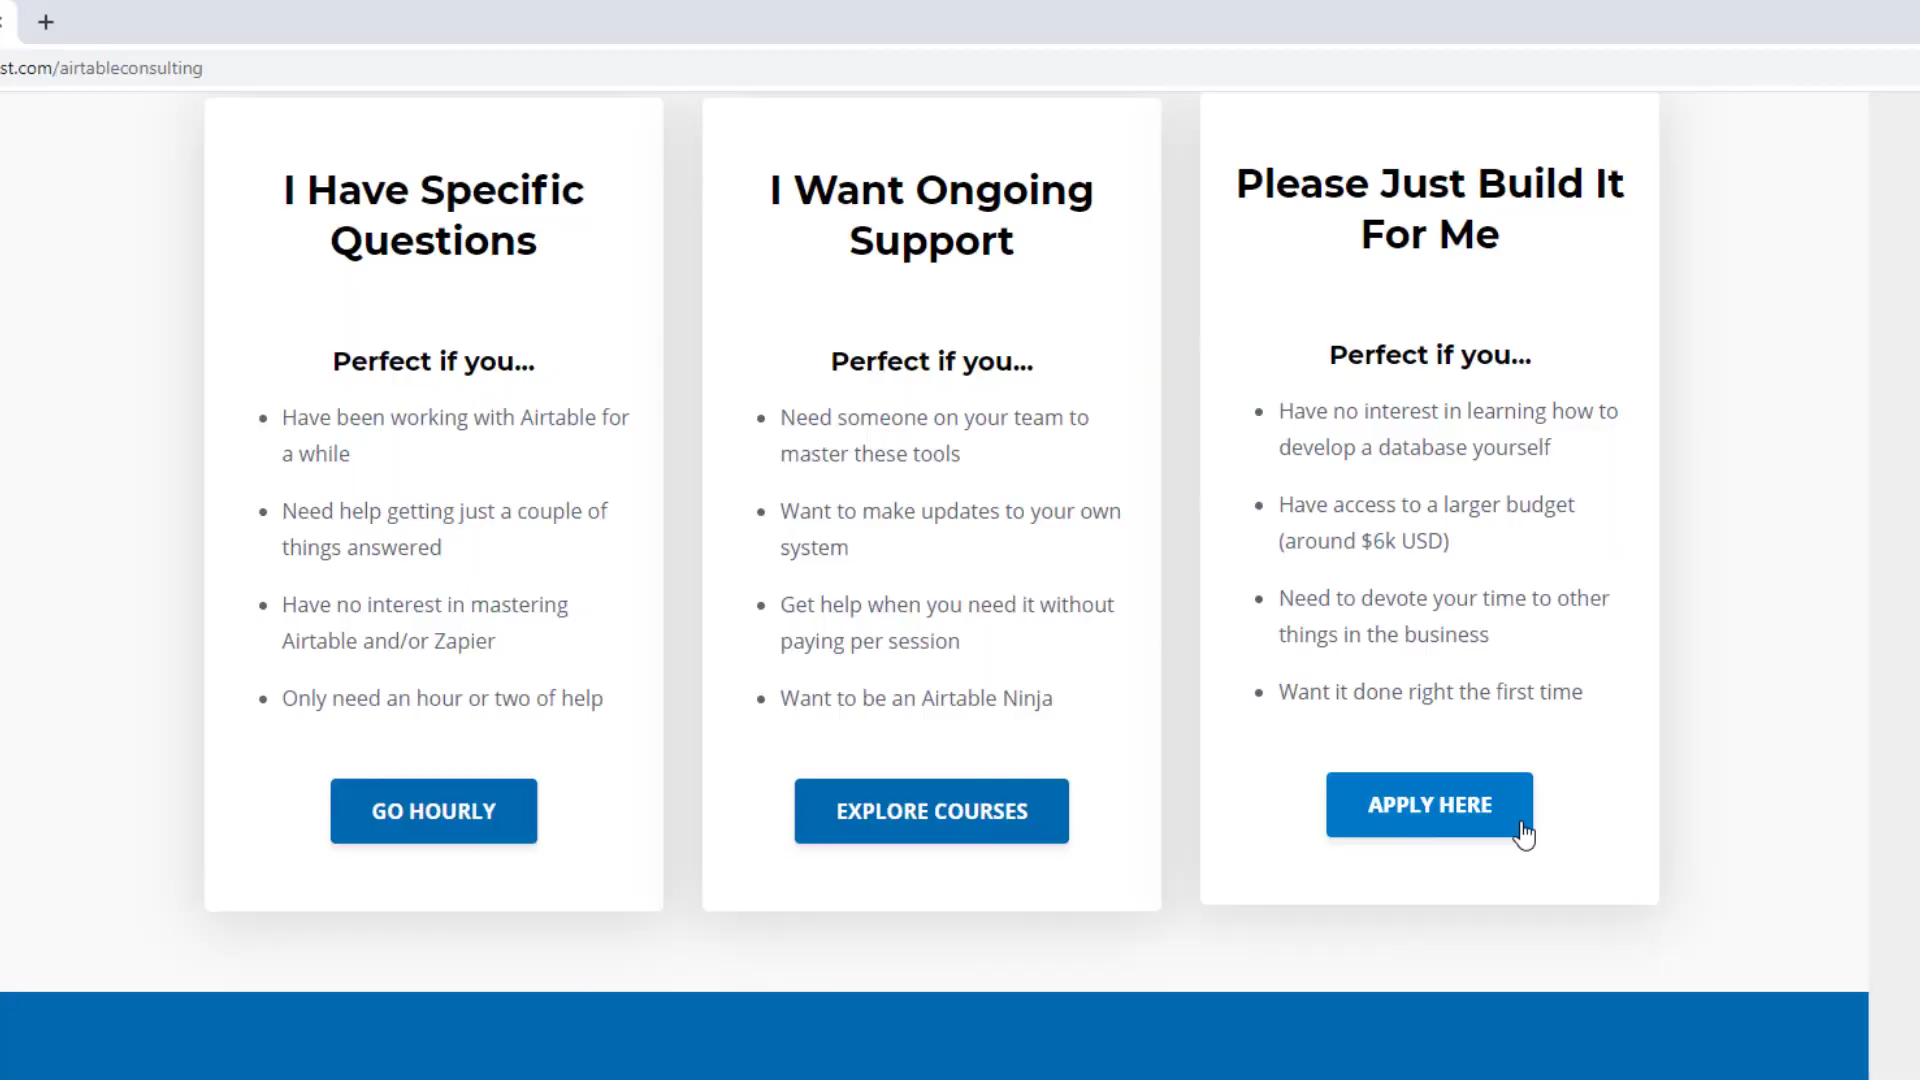 st.com/airtableconsulting
I Have Specific
Questions
Perfect if you...
Have been working with Airtable for
a while
Need help getting just a couple of
things answered
Have no interest in mastering
Airtable and/or Zapier
Only need an hour or two of help
GO HOURLY
I Want Ongoing
Support
Perfect if you...
Need someone on your team to
master these tools
Want to make updates to your own
system
Get help when you need it without
paying per session
Want to be an Airtable Ninja
EXPLORE COURSES
Please Just Build It
For Me
Perfect if you...
Have no interest in learning how to
develop a database yourself
Have access to a larger budget
(around $6k USD)
Need to devote your time to other
things in the business
Want it done right the first time
APPLY HERE